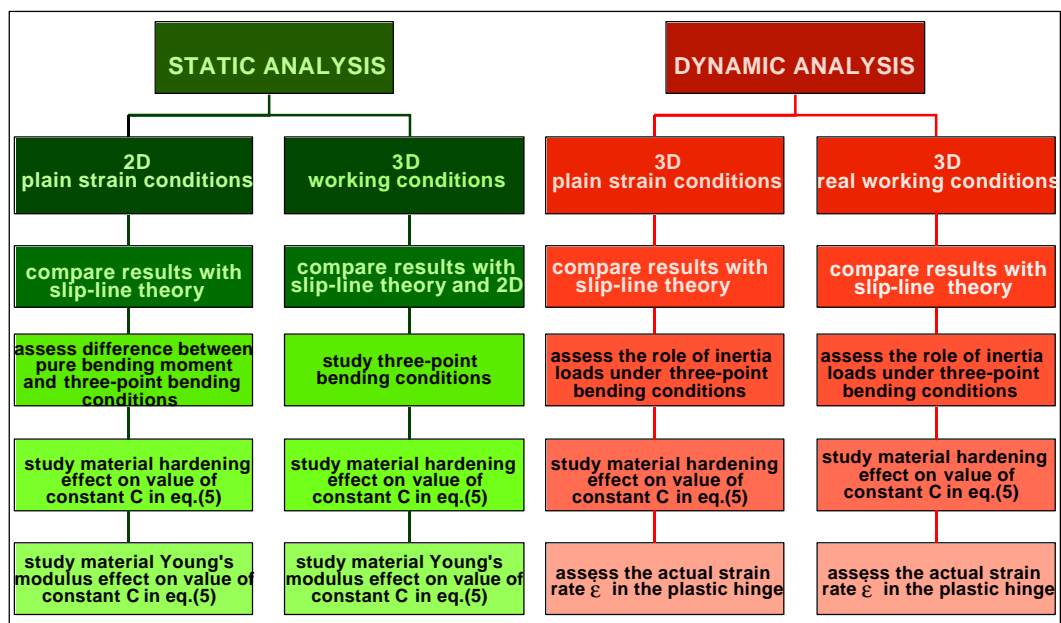 STATIC ANALYSIS
2D
plain strain conditions
compare results with
slip-line theory
assess difference between
pure bending moment
and three-point bending
conditions
study material hardening
effect on value of
constant C in eq.(5)
study material Young's
modulus effect on value of
constant C in eq.(5)
3D
working conditions
compare results with
slip-line theory and 2D
study three-point
bending conditions
study material hardening
effect on value of
constant C in eq.(5)
study material Young's
modulus effect on value of
constant C in eq.(5)
DYNAMIC ANALYSIS
3D
plain strain conditions
compare results with
slip-line theory
assess the role of inertia
loads under three-point
bending conditions
study material hardening
effect on value of
constant C in eq.(5)
assess the actual strain
rate ε̇ in the plastic hinge
3D
real working conditions
compare results with
slip-line theory
assess the role of inertia
loads under three-point
bending conditions
study material hardening
effect on value of
constant C in eq.(5)
assess the actual strain
rate ε̇ in the plastic hinge